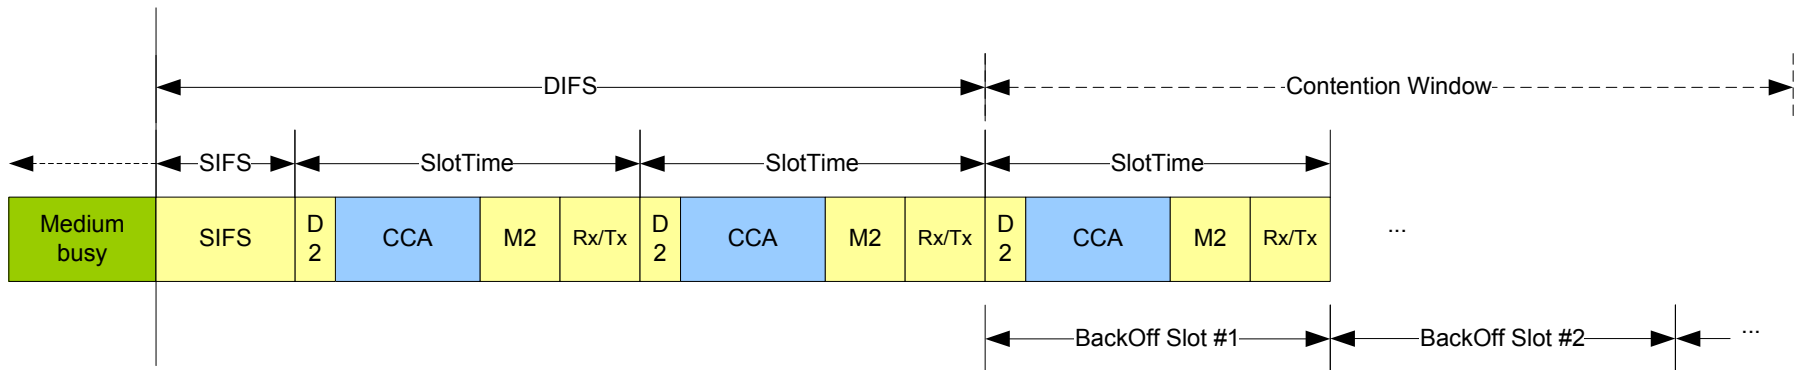 DIFS
Contention Window
SIFS
SlotTime
SlotTime
SlotTime
Medium
busy
SIFS
D
2
CCA
M2
Rx/Tx
D
2
CCA
M2
Rx/Tx
D
2
CCA
M2
Rx/Tx
...
BackOff Slot #1
BackOff Slot #2
...